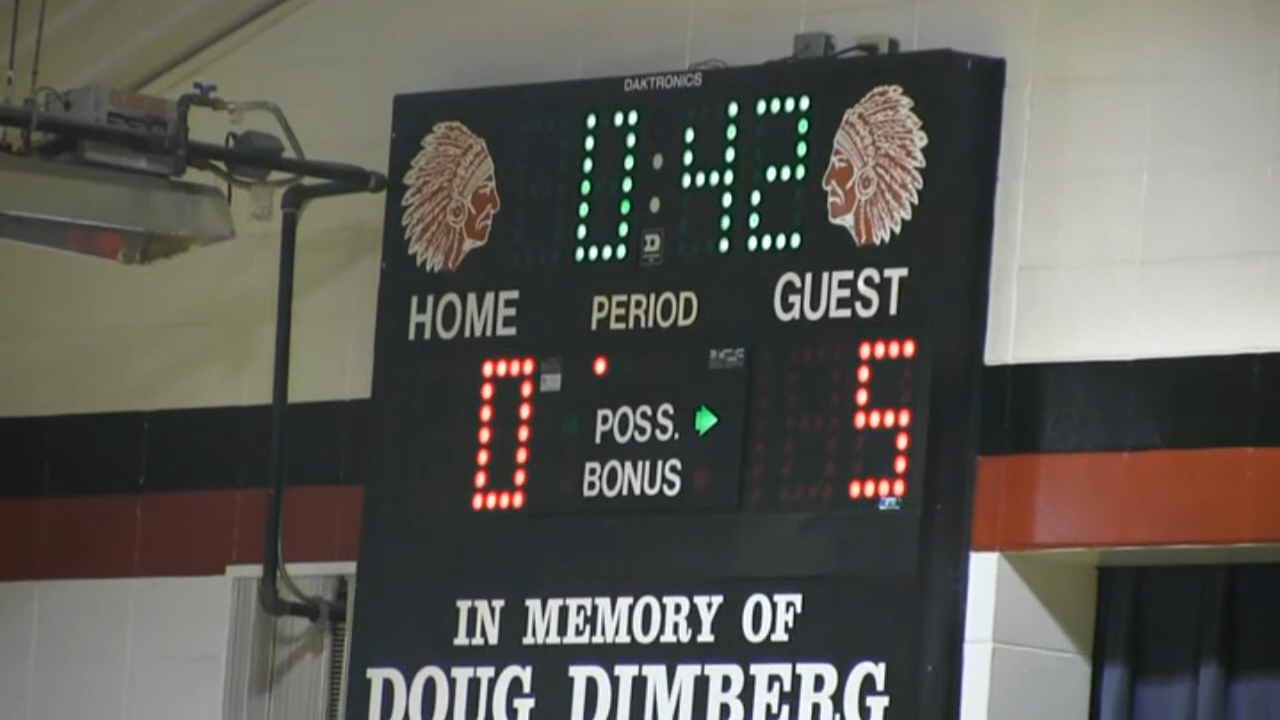 DAKTRONICS
0:42
D
HOME PERIOD GUEST
0 5
POSS.
BONUS
IN MEMORY OF
DOUG DIMBERG